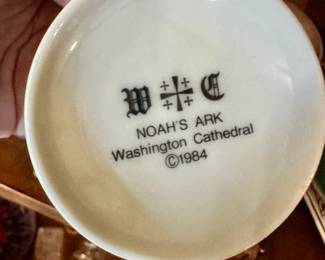 W C
NOAH'S ARK
Washington Cathedral
©1984